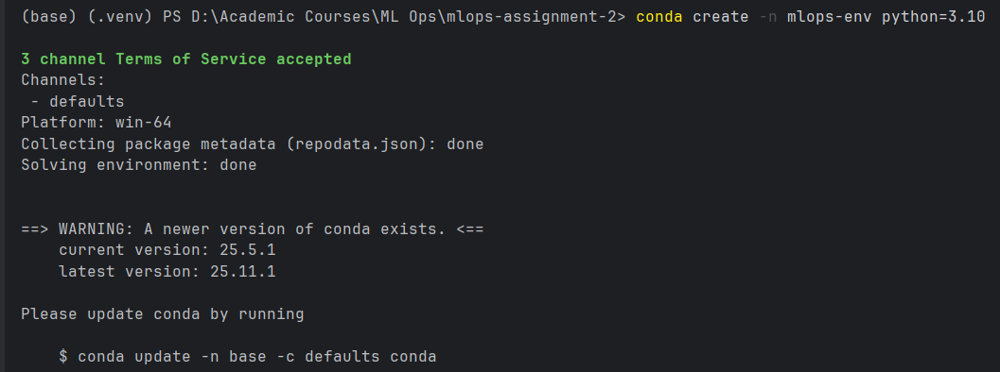 (base) (.venv) PS D:\Academic Courses\ML Ops\mlops-assignment-2> conda create -n mlops-env python=3.10
3 channel Terms of Service accepted
Channels:
 - defaults
Platform: win-64
Collecting package metadata (repodata.json): done
Solving environment: done
==> WARNING: A newer version of conda exists. <==
    current version: 25.5.1
    latest version: 25.11.1
Please update conda by running
    $ conda update -n base -c defaults conda